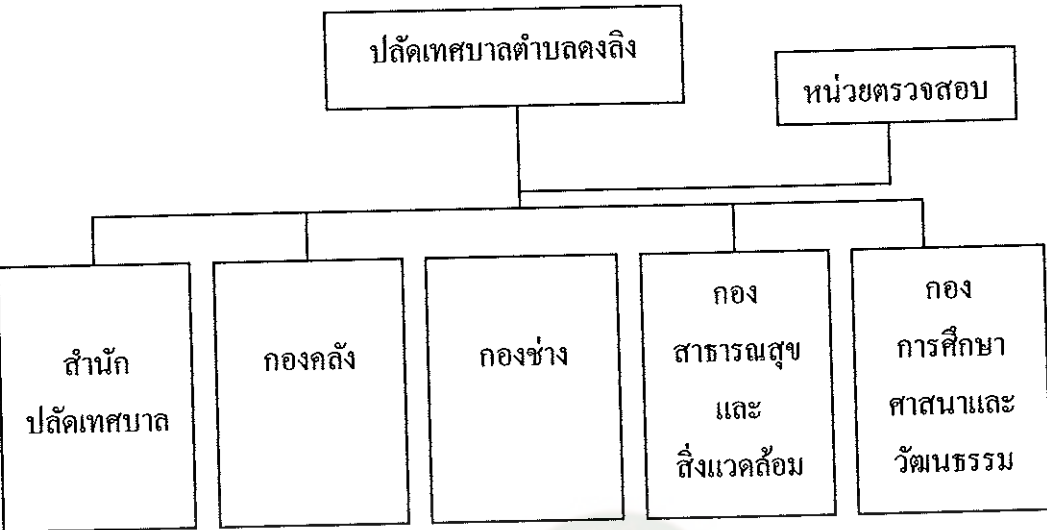 ปลัดเทศบาลตำบลดงลิง
หน่วยตรวจสอบ
สำนัก
ปลัดเทศบาล
กองคลัง
กองช่าง
กอง
สาธารณสุข
และ
สิ่งแวดล้อม
กอง
การศึกษา
ศาสนาและ
วัฒนธรรม